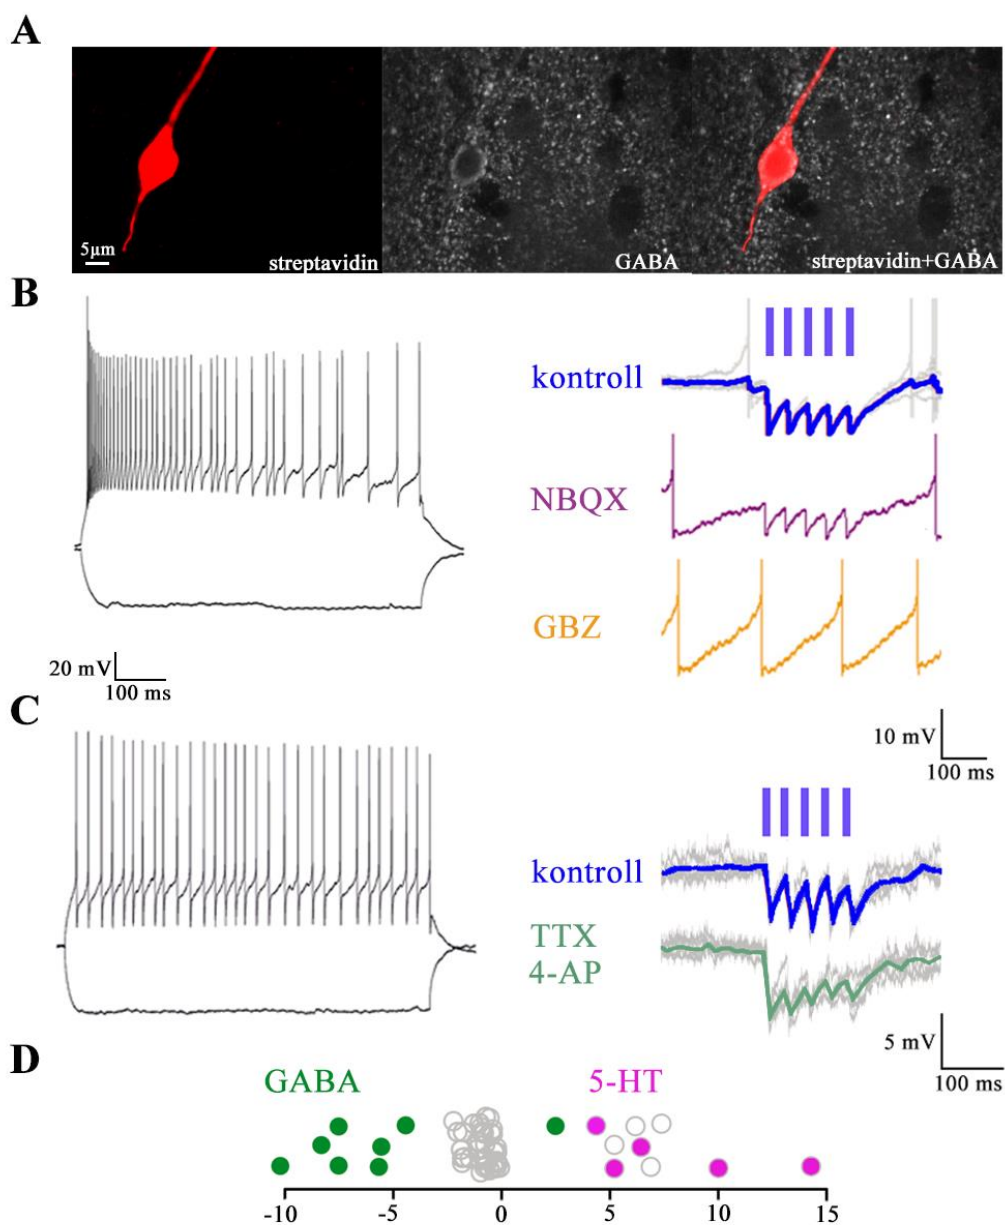 A
5µm
streptavidin
GABA
streptavidin+GABA
B
kontroll
NBQX
GBZ
20 mV
100 ms
10 mV
100 ms
C
kontroll
TTX
4-AP
5 mV
100 ms
D
GABA
5-HT
-10 -5 0 5 10 15